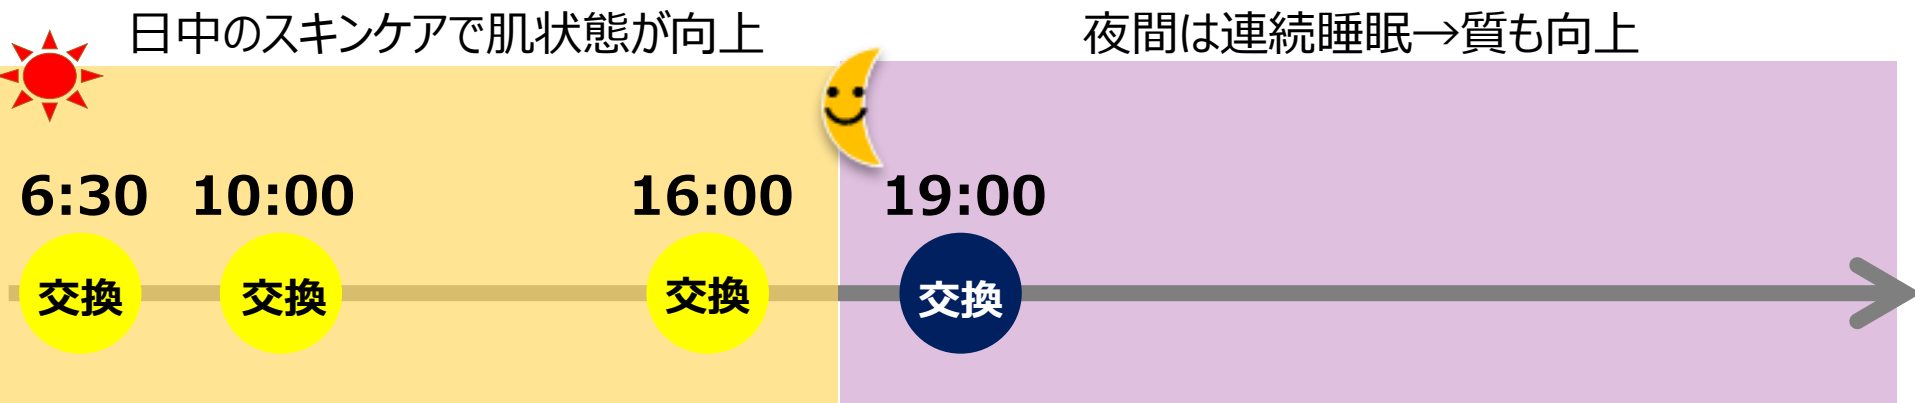 日中のスキンケアで肌状態が向上
夜間は連続睡眠→質も向上
6:30 10:00 16:00 19:00
交換 交換 交換 交換